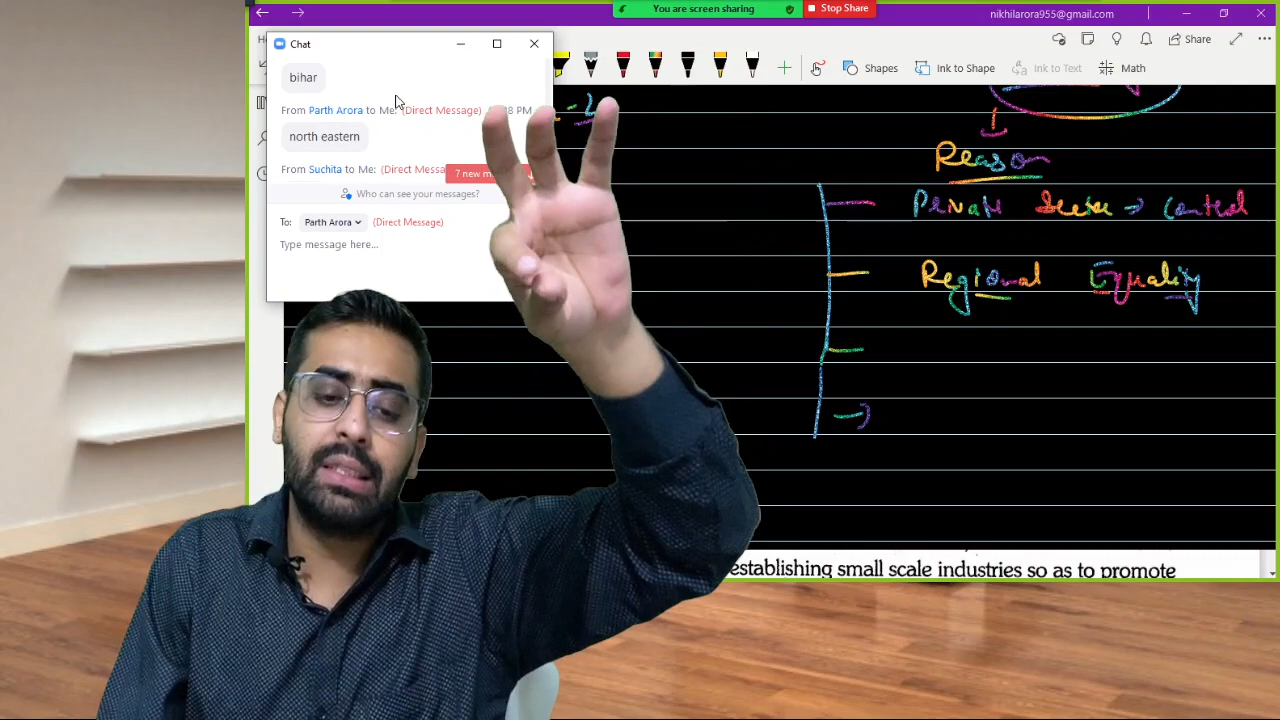 You are screen sharing
Stop Share
nikhilarora955@gmail.com
Chat
Share
bihar
Shapes
Ink to Shape
Ink to Text
Math
From Parth Arora to Me: (Direct Message) PM
north eastern
From Suchita to Me: (Direct
7 new
Who can see your messages?
To: Parth Arora (Direct Message)
Type message here...
Reason
Private → Control
Regional Equality
establishing small scale industries so as to promote